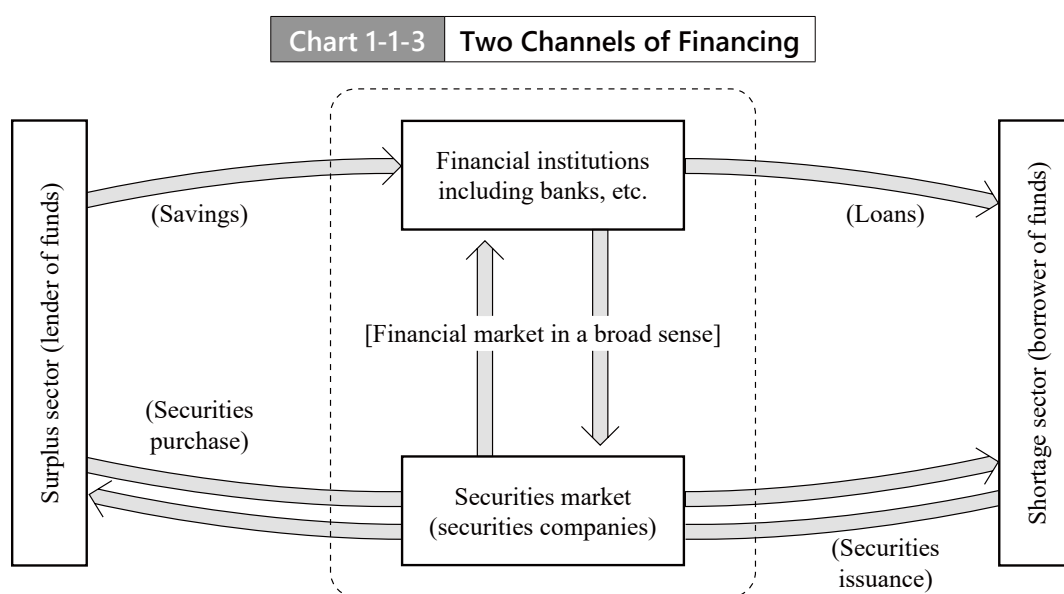 Chart 1-1-3 Two Channels of Financing
Surplus sector (lender of funds)
Financial institutions
including banks, etc.
(Savings)
(Loans)
[Financial market in a broad sense]
(Securities
purchase)
Securities market
(securities companies)
(Securities
issuance)
Shortage sector (borrower of funds)